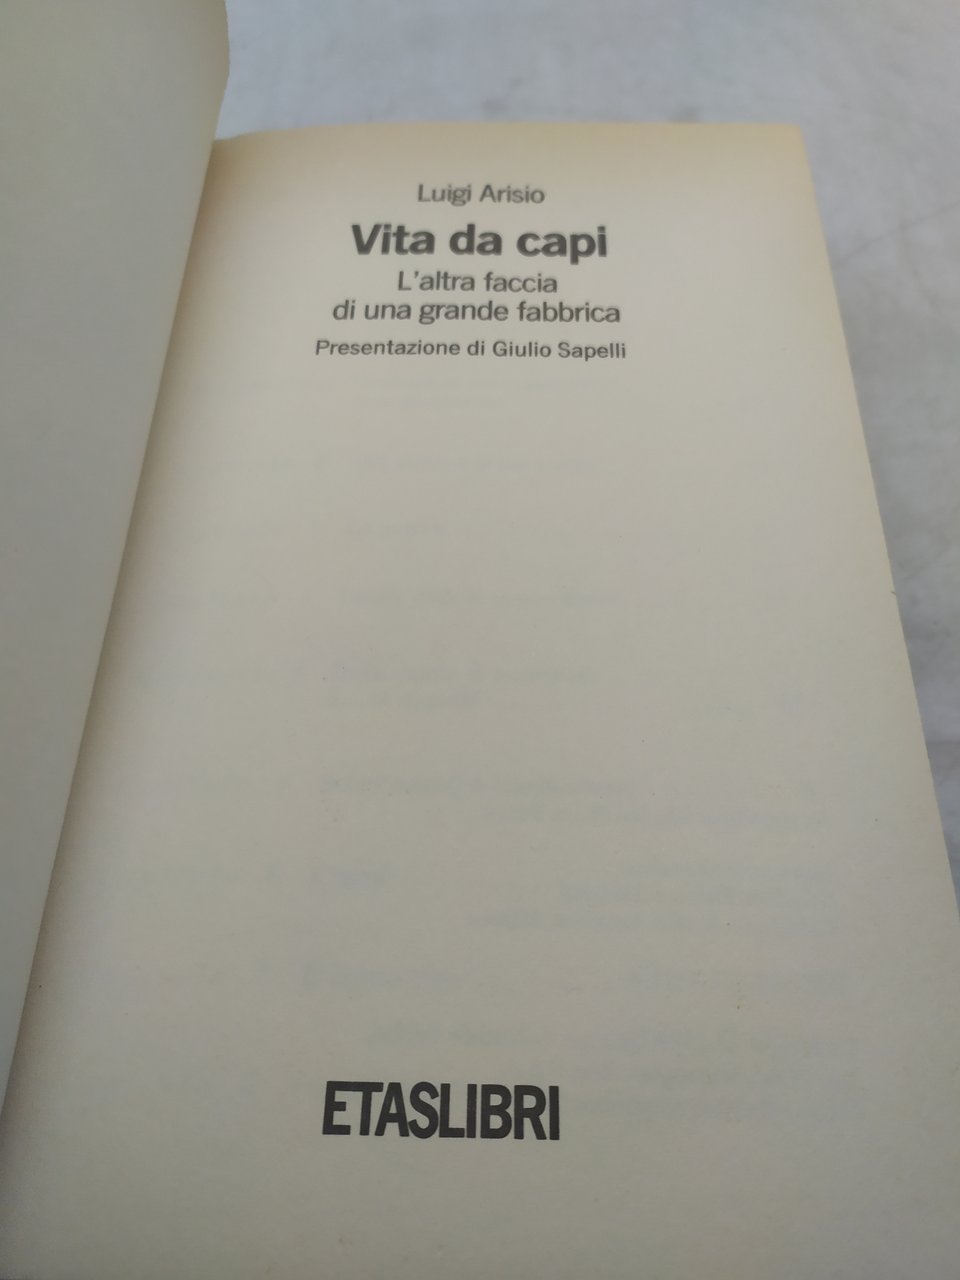 Luigi Arisio
Vita da capi
L'altra faccia
di una grande fabbrica
Presentazione di Giulio Sapelli
ETASLIBRI